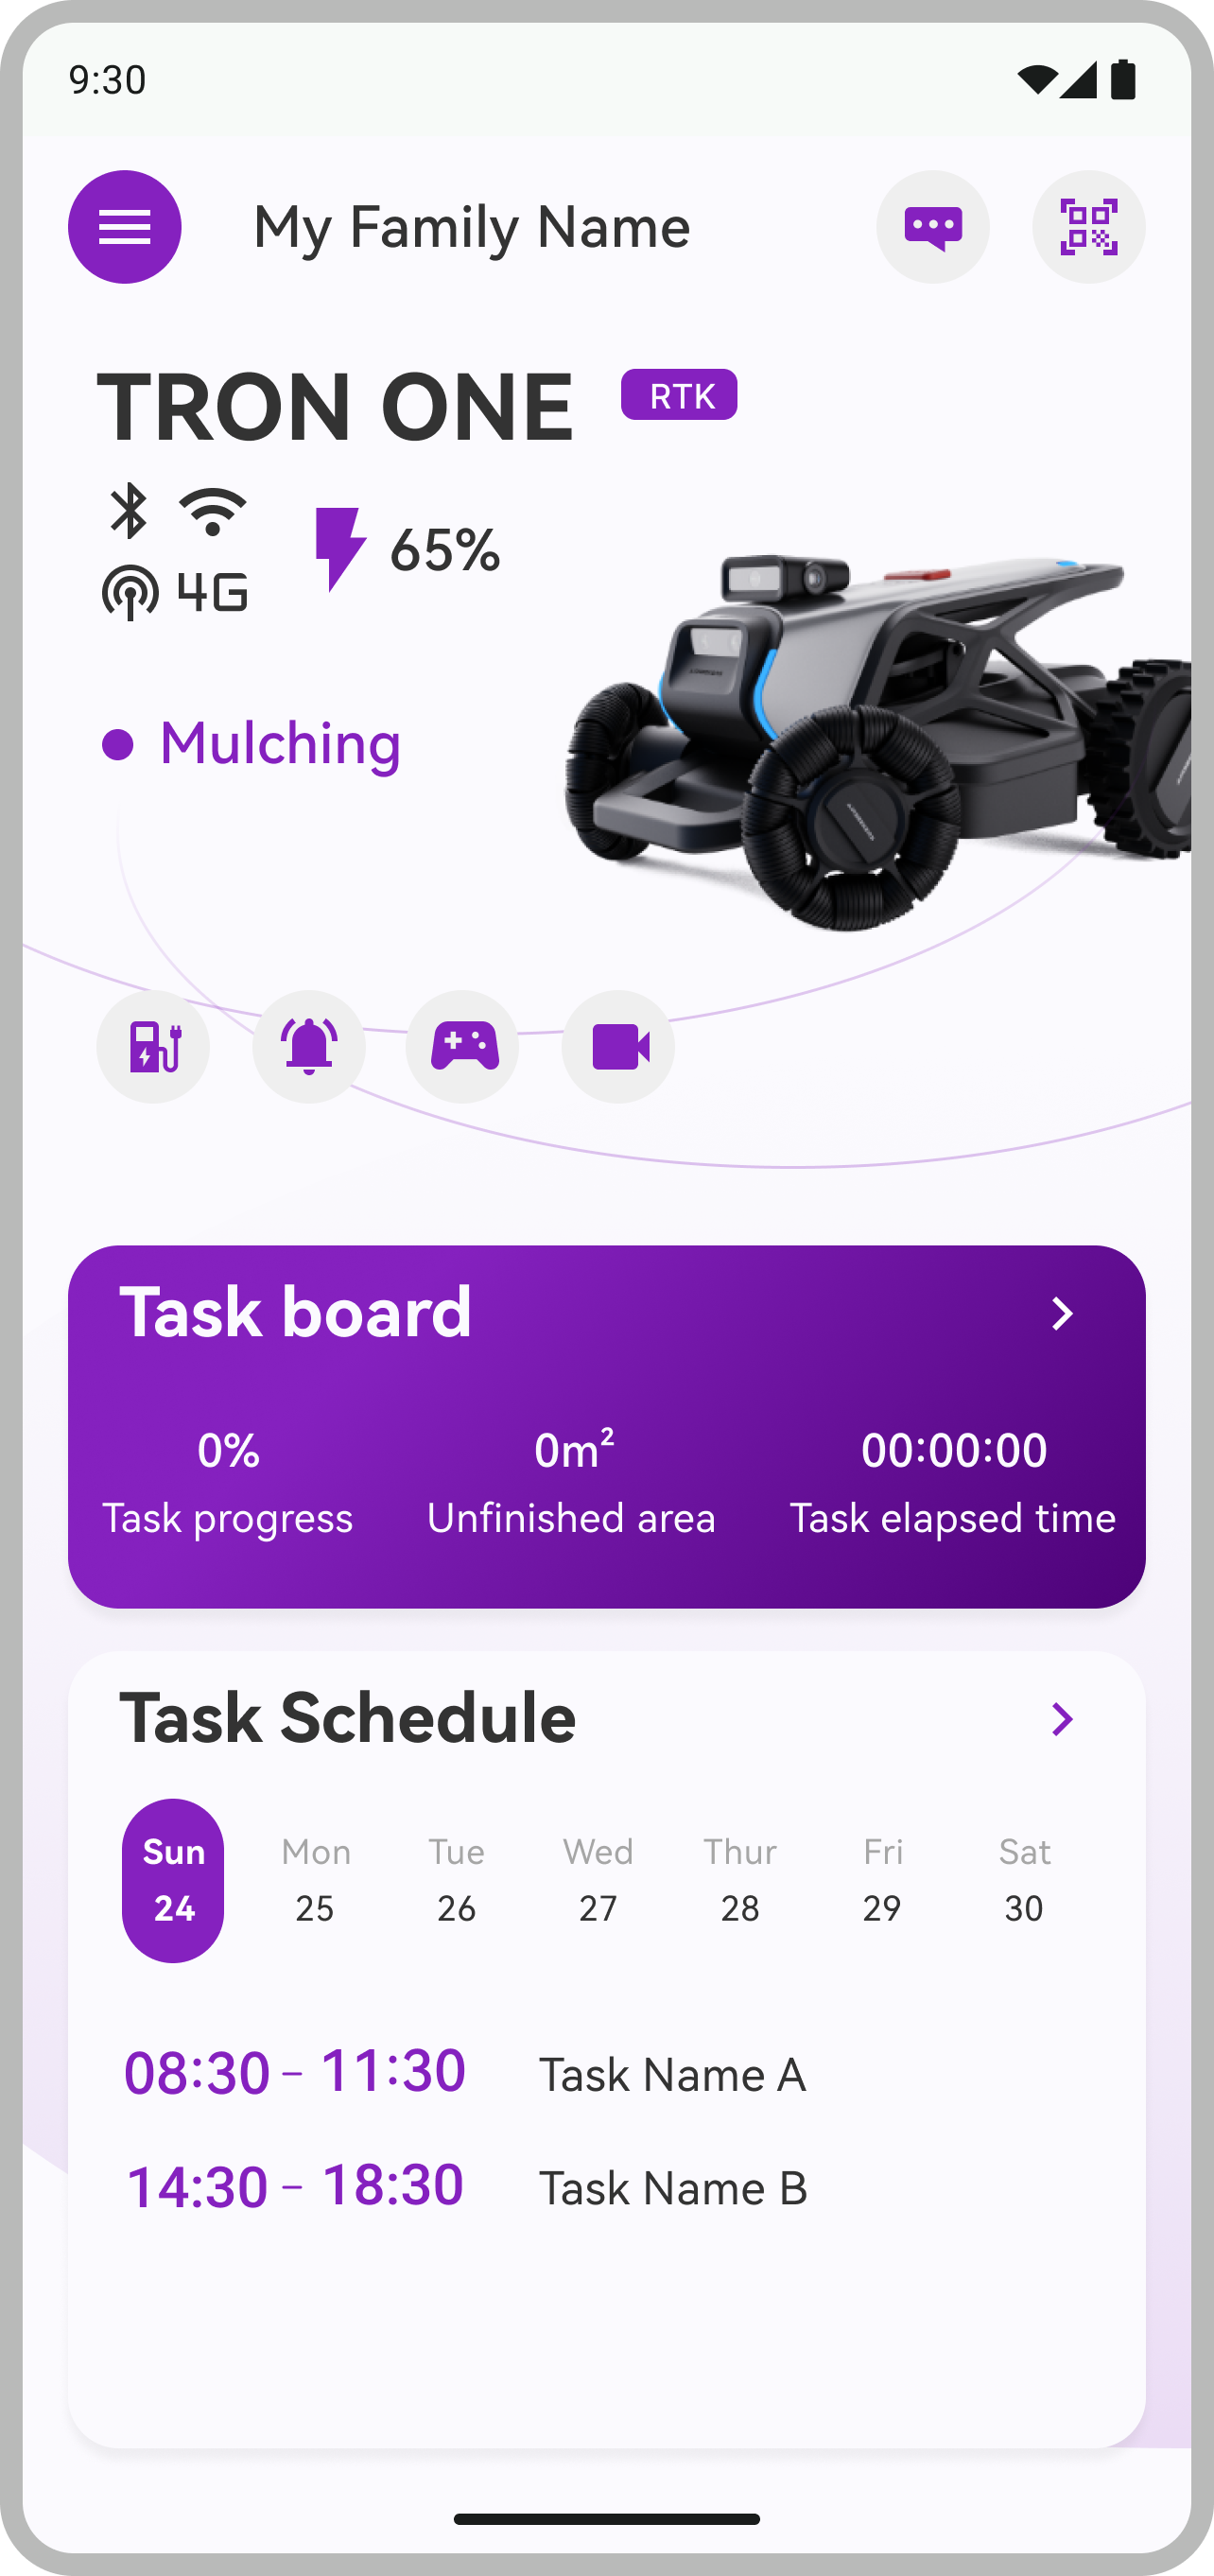 9:30
My Family Name
TRON ONE RTK
65%
4G
Mulching
Task board
0% 0m² 00:00:00
Task progress Unfinished area Task elapsed time
Task Schedule
Sun Mon Tue Wed Thur Fri Sat
24 25 26 27 28 29 30
08:30 – 11:30 Task Name A
14:30 – 18:30 Task Name B